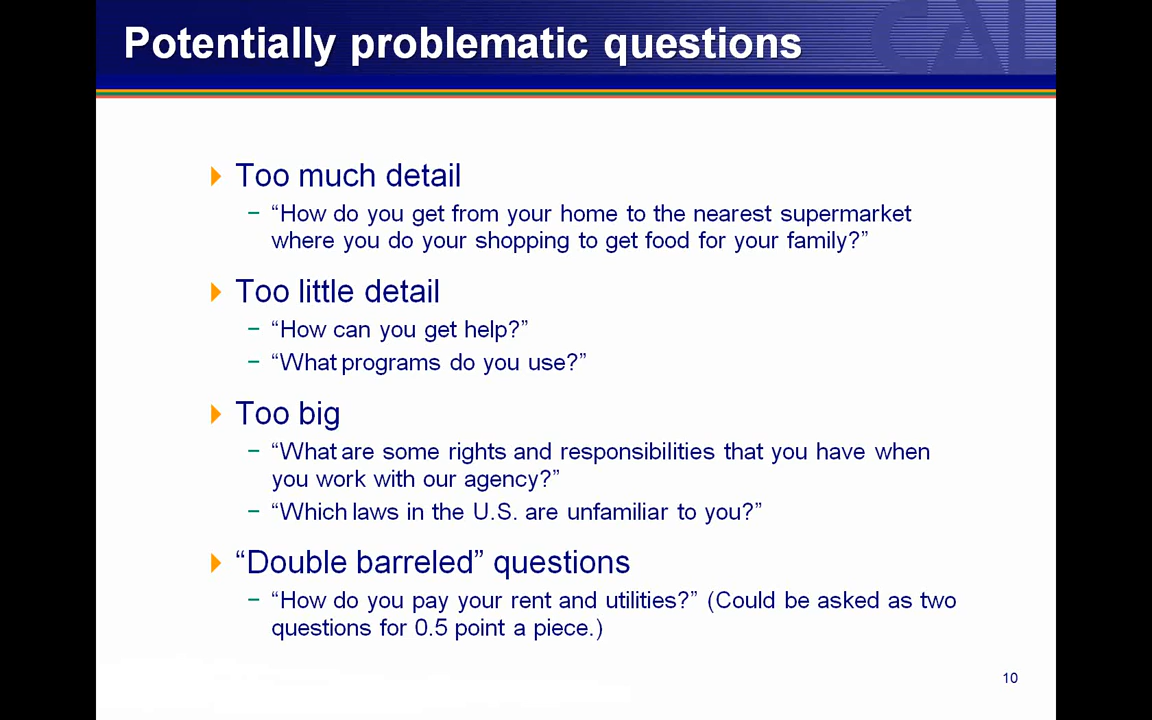 Potentially problematic questions
CAL
Too much detail
– “How do you get from your home to the nearest supermarket
where you do your shopping to get food for your family?”
Too little detail
– “How can you get help?”
– “What programs do you use?”
Too big
– “What are some rights and responsibilities that you have when
you work with our agency?”
– “Which laws in the U.S. are unfamiliar to you?”
“Double barreled” questions
– “How do you pay your rent and utilities?” (Could be asked as two
questions for 0.5 point a piece.)
10